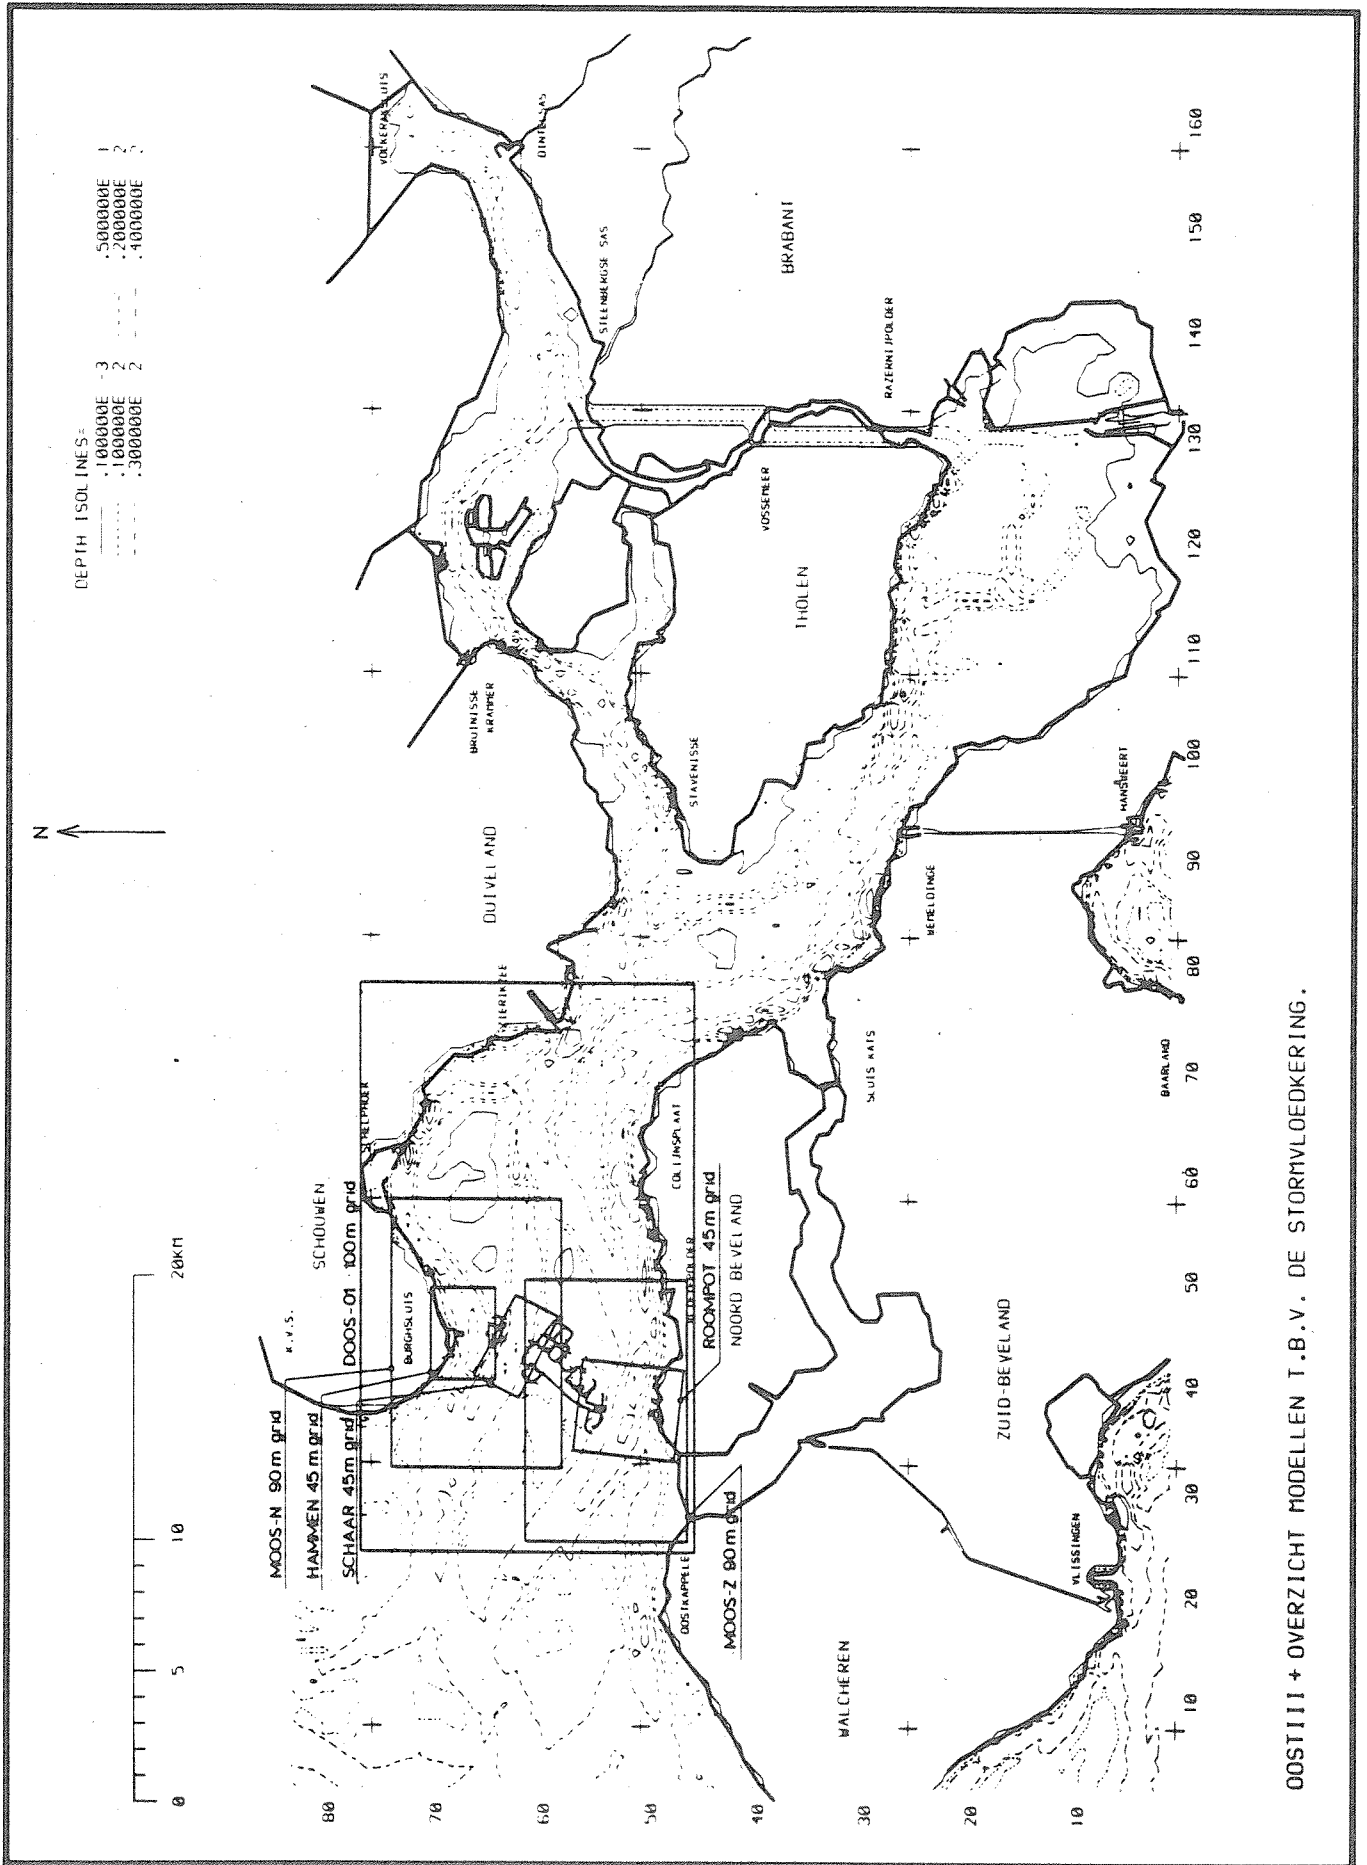 DEPTH ISOLINES=
.100000E -3 .500000E 1
.100000E 2 .200000E 2
.300000E 2 .400000E 2
N
0 5 10 20KM
MOOS-N 90 m grid
HAMMEN 45 m grid
SCHAAR 45m grid DOOS-01 100m grid
K.V.S.
SCHOUWEN
BURGHSLUIS
DUIVELAND
BRUINISSE
KRAMMER
VOLKERAKSLUIS
DINTELSAS
STEENBERGSE SAS
BRABANT
RAZERNIJPOLDER
VOSSEMEER
THOLEN
STAVENISSE
COLIJNSPLAAT
ROOMPOT 45m grid
NOORD BEVELAND
OOSTKAPPELE
MOOS-Z 90m grid
SLUIS KATS
WEMELDINGE
HANSWEERT
BAARLAND
ZUID-BEVELAND
VLISSINGEN
WALCHEREN
80
70
60
50
40
30
20
10
10 20 30 40 50 60 70 80 90 100 110 120 130 140 150 160
OOSTIII + OVERZICHT MODELLEN T.B.V. DE STORMVLOEDKERING.